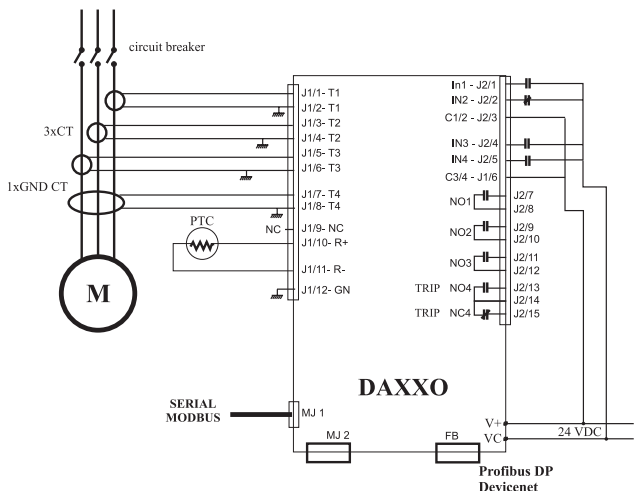 circuit breaker
3xCT
1xGND CT
M
PTC
NC
J1/1- T1
J1/2- T1
J1/3- T2
J1/4- T2
J1/5- T3
J1/6- T3
J1/7- T4
J1/8- T4
J1/9- NC
J1/10- R+
J1/11- R-
J1/12- GN
In1 - J2/1
IN2 - J2/2
C1/2 - J2/3
IN3 - J2/4
IN4 - J2/5
C3/4 - J1/6
NO1
J2/7
J2/8
NO2
J2/9
J2/10
NO3
J2/11
J2/12
TRIP NO4
J2/13
J2/14
TRIP NC4
J2/15
DAXXO
SERIAL
MODBUS
MJ 1
MJ 2
FB
V+
VC
24 VDC
Profibus DP
Devicenet